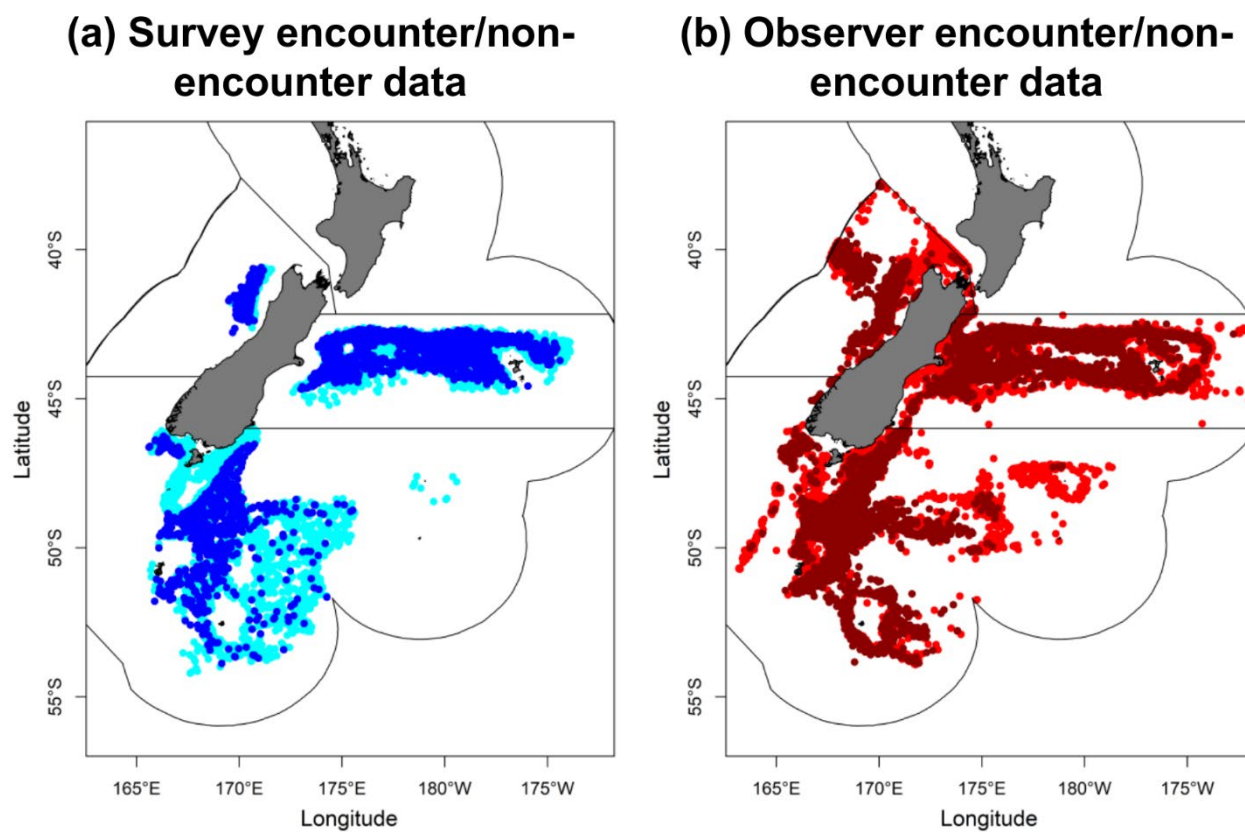 (a) Survey encounter/non-
encounter data
(b) Observer encounter/non-
encounter data
Latitude
40°S
45°S
50°S
55°S
165°E
170°E
175°E
180°W
175°W
Longitude
Latitude
40°S
45°S
50°S
55°S
165°E
170°E
175°E
180°W
175°W
Longitude